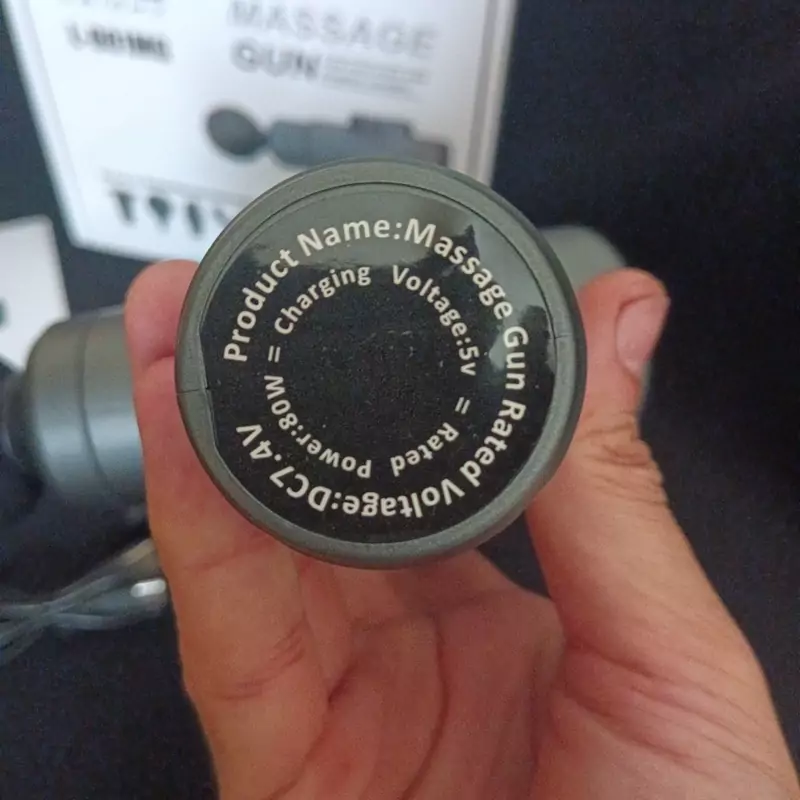 MASSAGE
GUN
Product Name:Massage Gun Rated Voltage:DC7.4V
Charging Voltage:5v = Rated Power:80W =